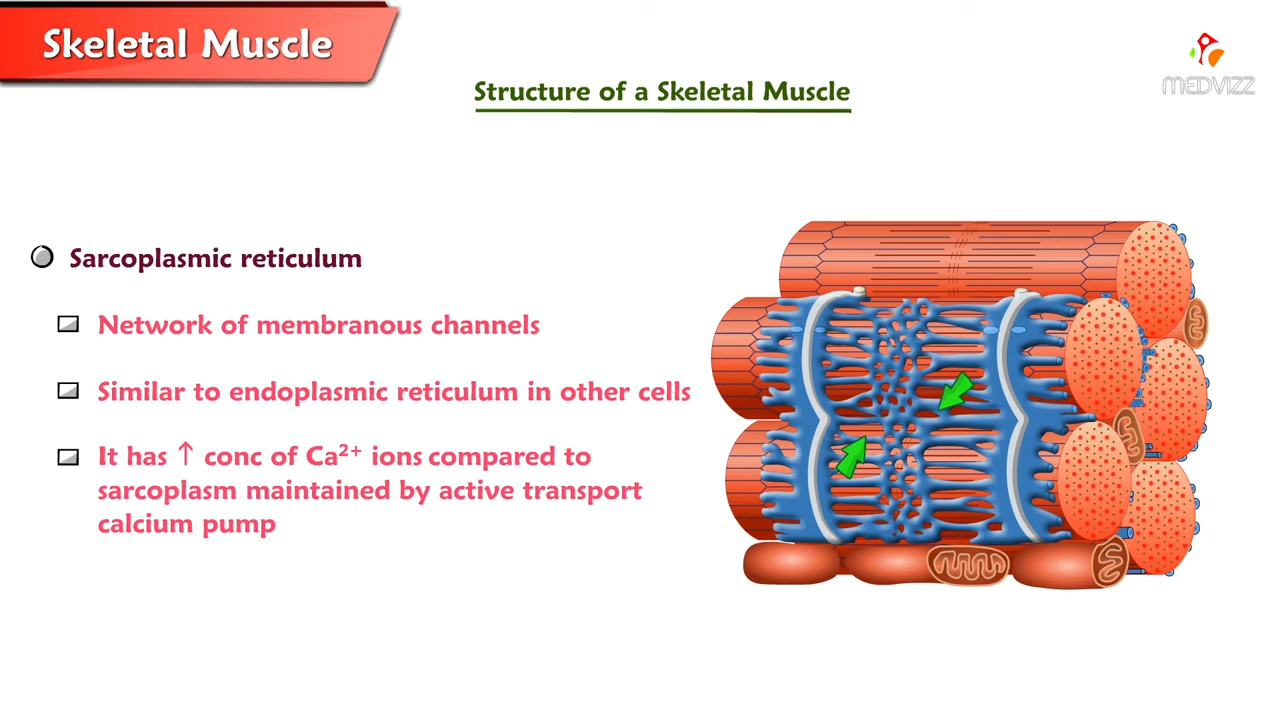 Skeletal Muscle
Structure of a Skeletal Muscle
MEDVIZZ
Sarcoplasmic reticulum
Network of membranous channels
Similar to endoplasmic reticulum in other cells
It has ↑ conc of Ca²⁺ ions compared to
sarcoplasm maintained by active transport
calcium pump